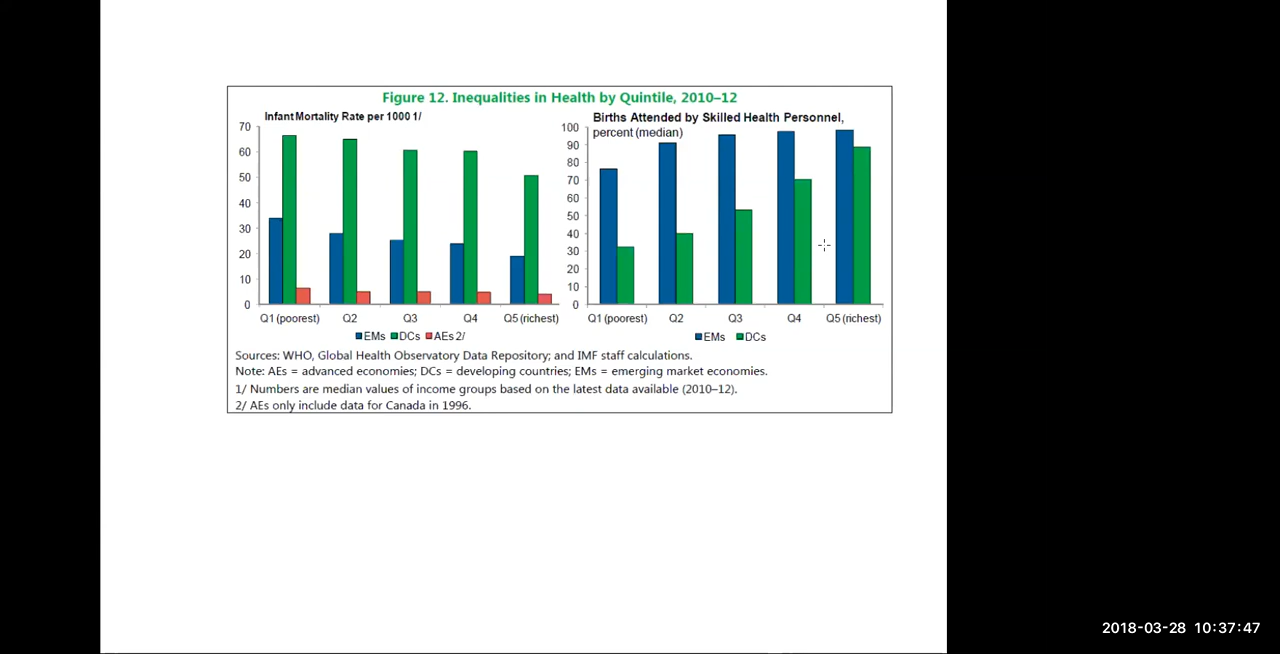 Figure 12. Inequalities in Health by Quintile, 2010–12
Infant Mortality Rate per 1000 1/
70
60
50
40
30
20
10
0
Q1 (poorest) Q2 Q3 Q4 Q5 (richest)
EMs DCs AEs 2/
Births Attended by Skilled Health Personnel,
percent (median)
100
90
80
70
60
50
40
30
20
10
0
Q1 (poorest) Q2 Q3 Q4 Q5 (richest)
EMs DCs
Sources: WHO, Global Health Observatory Data Repository; and IMF staff calculations.
Note: AEs = advanced economies; DCs = developing countries; EMs = emerging market economies.
1/ Numbers are median values of income groups based on the latest data available (2010–12).
2/ AEs only include data for Canada in 1996.
2018-03-28 10:37:47